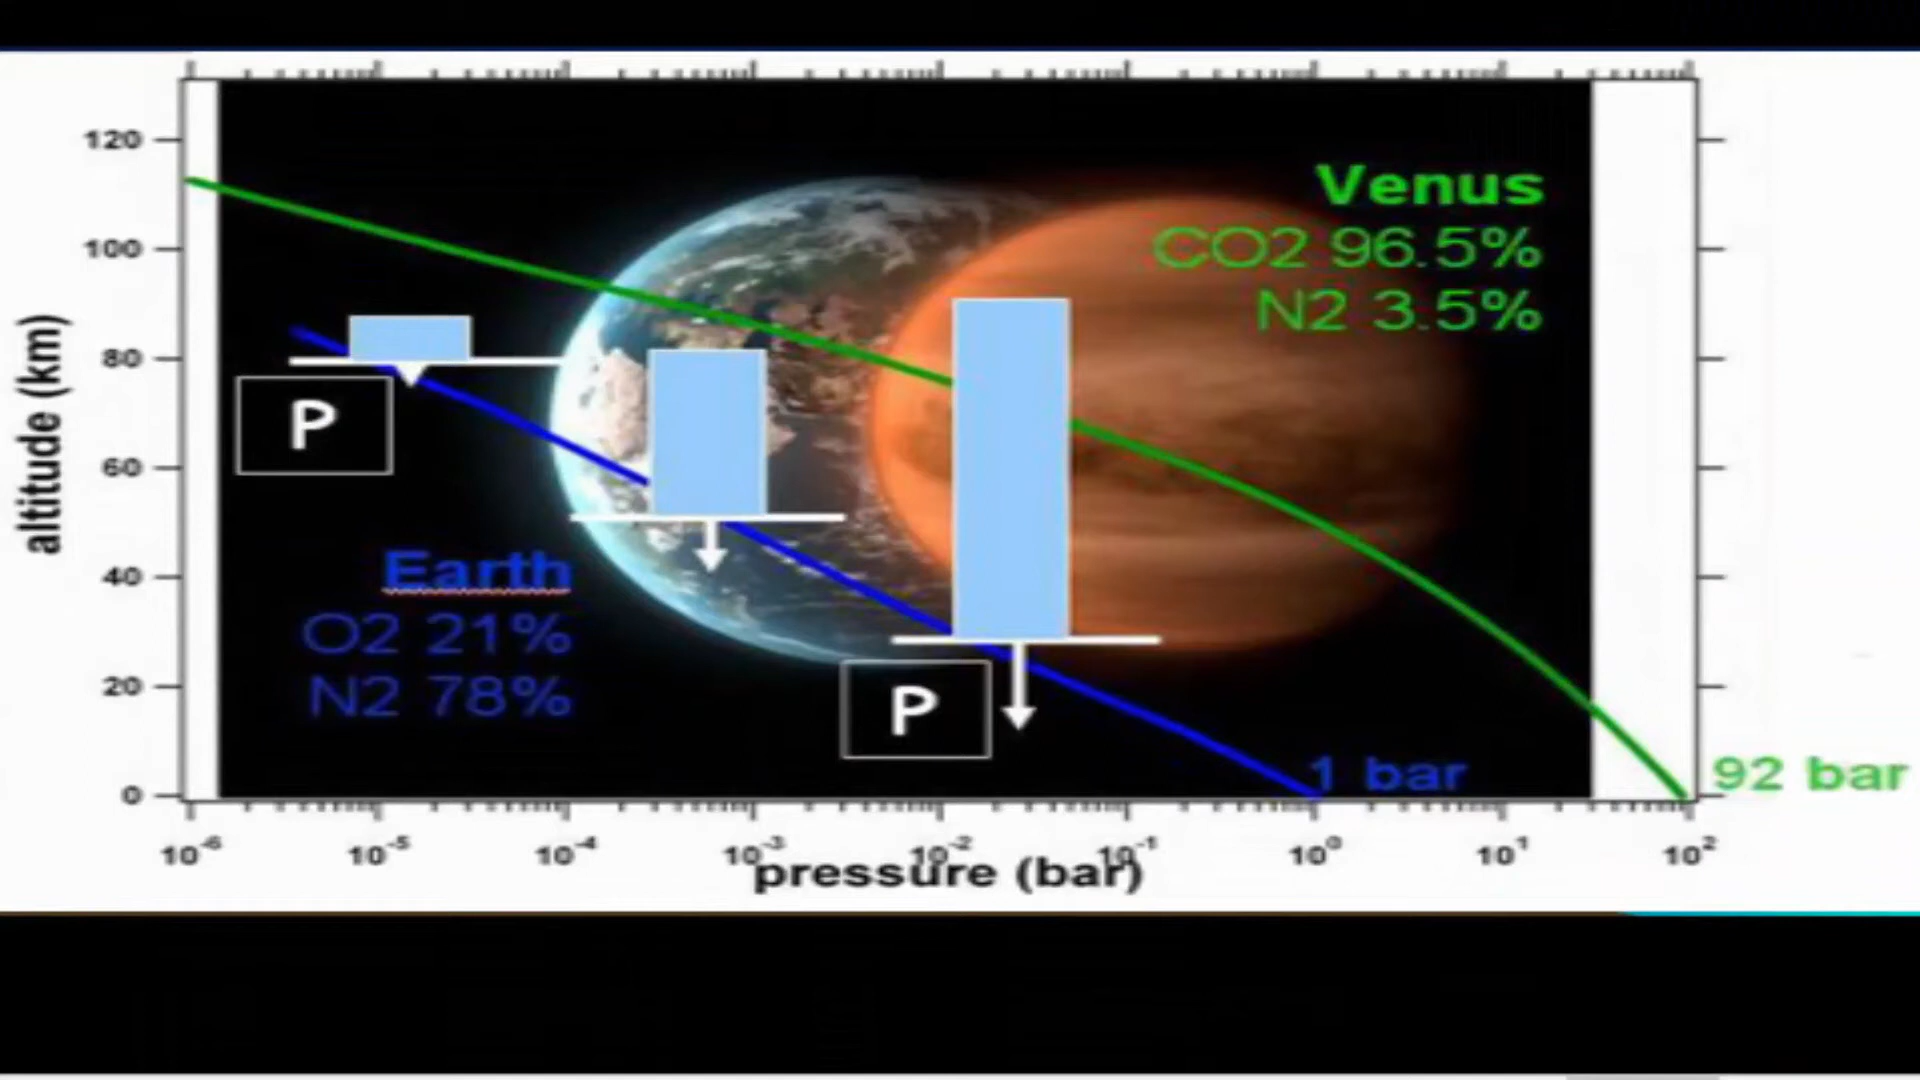 120
100
80
60
40
20
0
altitude (km)
Venus
CO2 96.5%
N2 3.5%
P
Earth
O2 21%
N2 78%
P
1 bar
92 bar
10-6 10-5 10-4 10-3 10-2 10-1 100 101 102
pressure (bar)